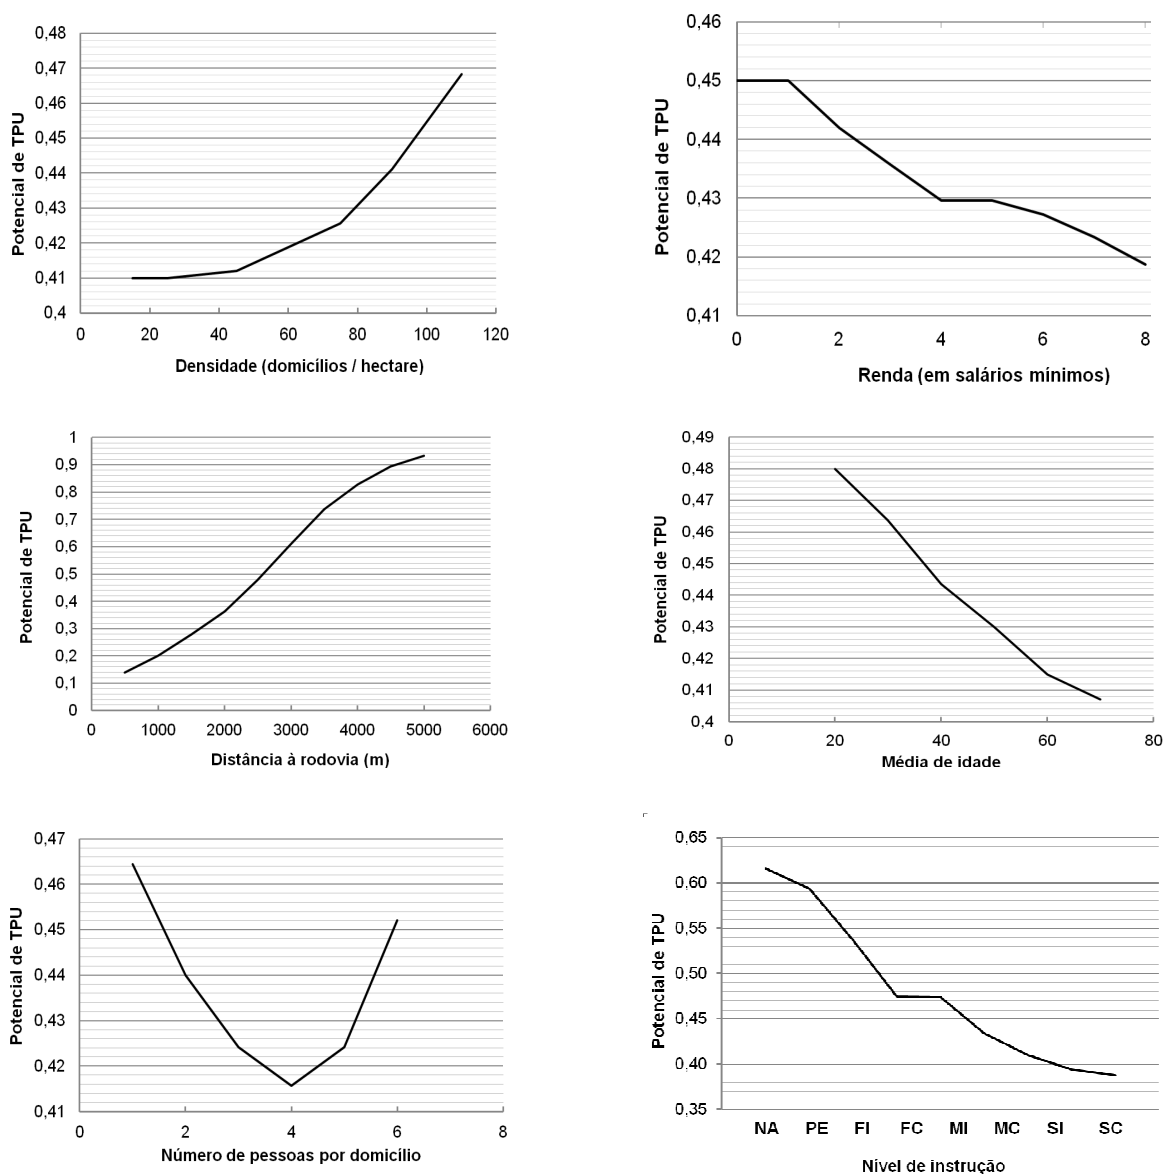 Potencial de TPU
0,48
0,47
0,46
0,45
0,44
0,43
0,42
0,41
0,4
0 20 40 60 80 100 120
Densidade (domicílios / hectare)
Potencial de TPU
0,46
0,45
0,44
0,43
0,42
0,41
0 2 4 6 8
Renda (em salários mínimos)
Potencial de TPU
1
0,9
0,8
0,7
0,6
0,5
0,4
0,3
0,2
0,1
0
0 1000 2000 3000 4000 5000 6000
Distância à rodovia (m)
Potencial de TPU
0,49
0,48
0,47
0,46
0,45
0,44
0,43
0,42
0,41
0,4
0 20 40 60 80
Média de idade
Potencial de TPU
0,47
0,46
0,45
0,44
0,43
0,42
0,41
0 2 4 6 8
Número de pessoas por domicílio
Potencial de TPU
0,65
0,60
0,55
0,50
0,45
0,40
0,35
NA PE FI FC MI MC SI SC
Nível de instrução